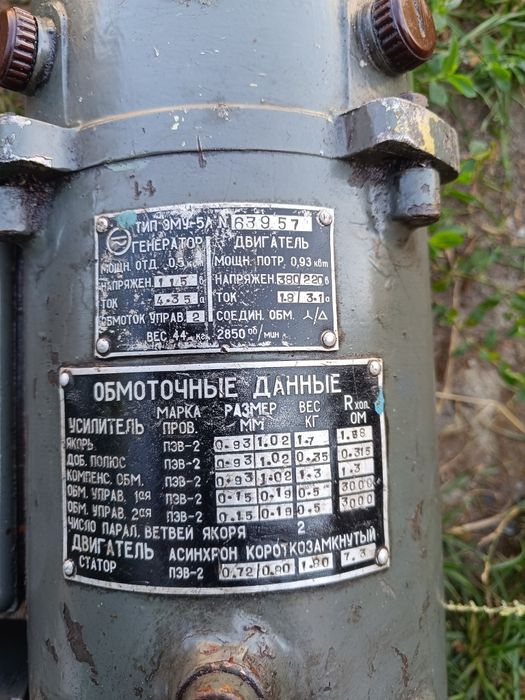 ТИП ЭМУ-5А № 63957
ГЕНЕРАТОР ДВИГАТЕЛЬ
МОЩН. ОТД. 0,5 квт МОЩН. ПОТР. 0,93 квт
НАПРЯЖЕН. 115 в НАПРЯЖЕН. 380 220 в
ТОК 4.35 а ТОК 1.8/3.1 а
ОБМОТОК УПРАВ. 2 СОЕДИН. ОБМ. ⅄/Δ
ВЕС 44 кг 2850 об/мин
ОБМОТОЧНЫЕ ДАННЫЕ
УСИЛИТЕЛЬ МАРКА ПРОВ. РАЗМЕР ММ ВЕС КГ R ХОЛ. ОМ
ЯКОРЬ ПЭВ-2 0.93 1.02 1.7 1.38
ДОБ. ПОЛЮС ПЭВ-2 0.93 1.02 0.35 0.315
КОМПЕНС. ОБМ. ПЭВ-2 0.93 1.02 1.3 1.3
ОБМ. УПРАВ. 1ая ПЭВ-2 0.15 0.19 0.5 3000
ОБМ. УПРАВ. 2ая ПЭВ-2 0.15 0.19 0.5 3000
ЧИСЛО ПАРАЛ. ВЕТВЕЙ ЯКОРЯ 2
ДВИГАТЕЛЬ АСИНХРОН КОРОТКОЗАМКНУТЫЙ
СТАТОР ПЭВ-2 0.72 0.80 1.80 7.3